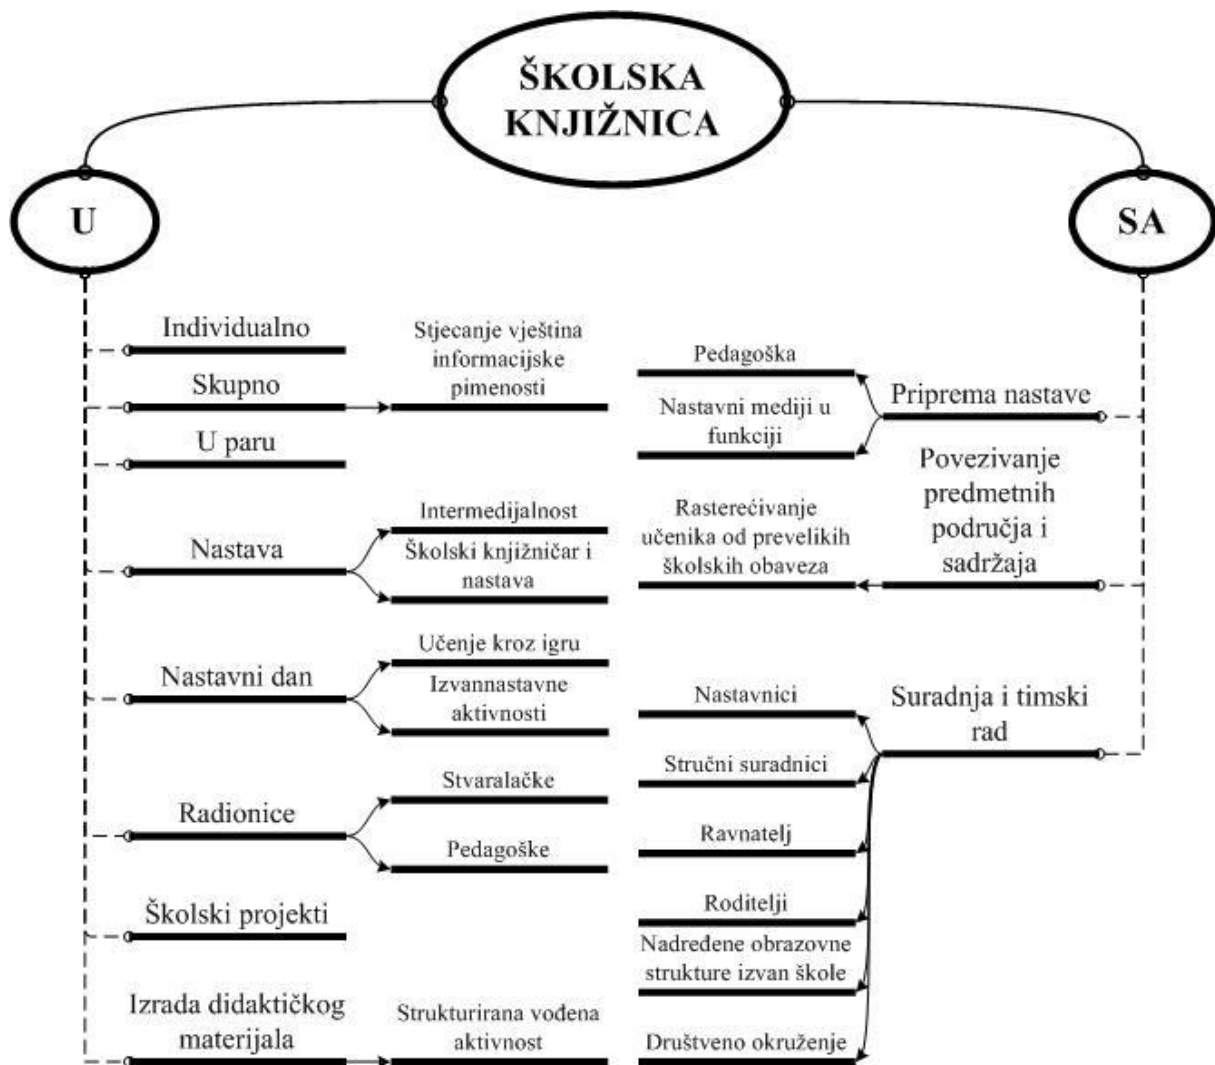 ŠKOLSKA
KNJIŽNICA
U
SA
Individualno
Skupno
U paru
Stjecanje vještina
informacijske
pimenosti
Nastava
Intermedijalnost
Školski knjižničar i
nastava
Nastavni dan
Učenje kroz igru
Izvannastavne
aktivnosti
Radionice
Stvaralačke
Pedagoške
Školski projekti
Izrada didaktičkog
materijala
Strukturirana vođena
aktivnost
Priprema nastave
Pedagoška
Nastavni mediji u
funkciji
Povezivanje
predmetnih
područja i
sadržaja
Rasterećivanje
učenika od prevelikih
školskih obaveza
Suradnja i timski
rad
Nastavnici
Stručni suradnici
Ravnatelj
Roditelji
Nadređene obrazovne
strukture izvan škole
Društveno okruženje